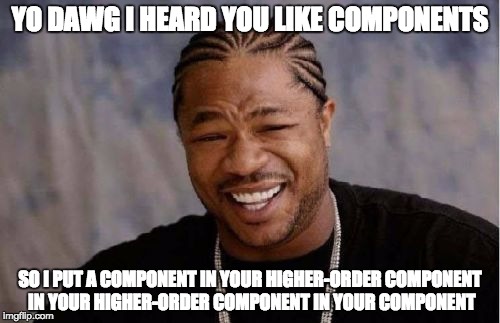 YO DAWG I HEARD YOU LIKE COMPONENTS
SO I PUT A COMPONENT IN YOUR HIGHER-ORDER COMPONENT
IN YOUR HIGHER-ORDER COMPONENT IN YOUR COMPONENT
imgflip.com